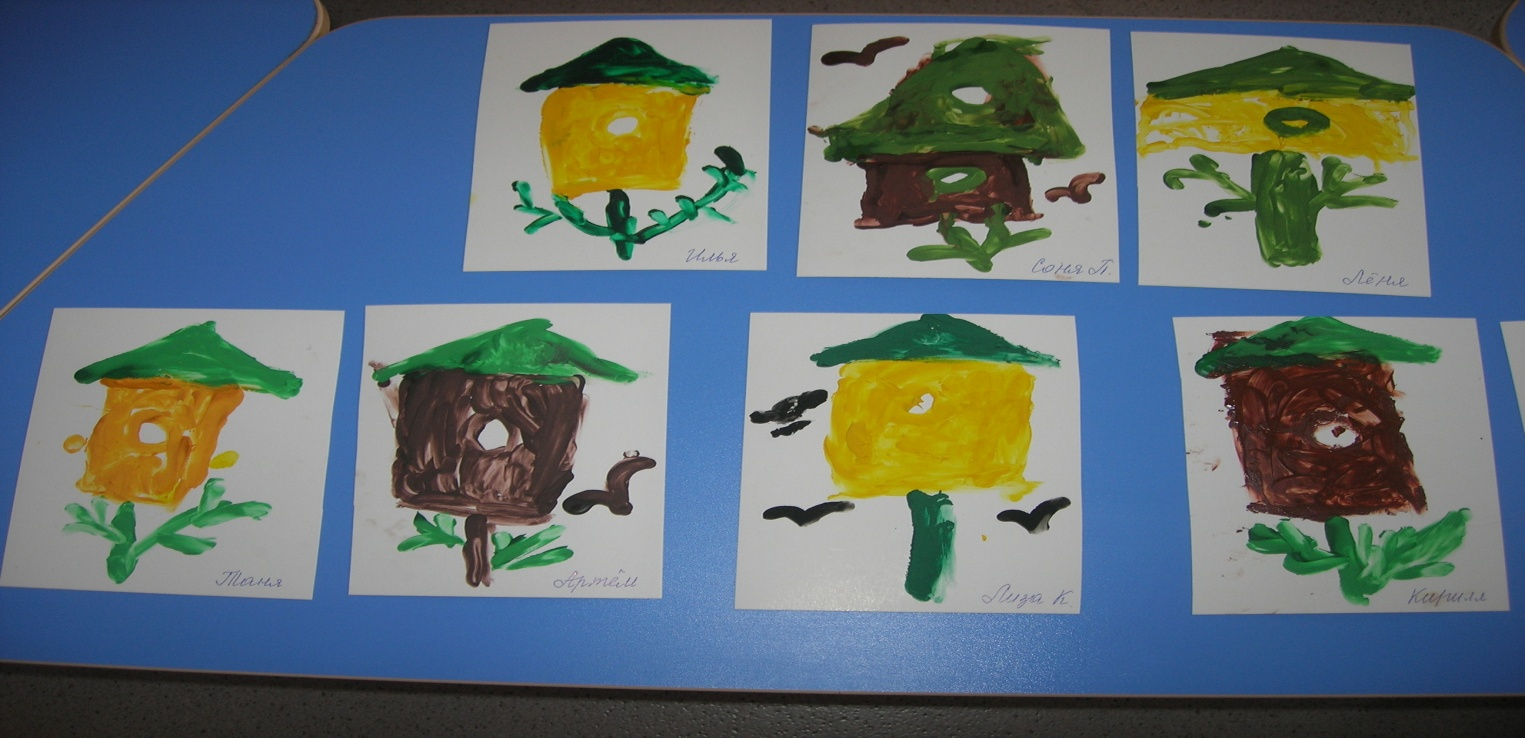 Илья
Соня П.
Лёня
Таня
Артём
Лиза К.
Кирилл